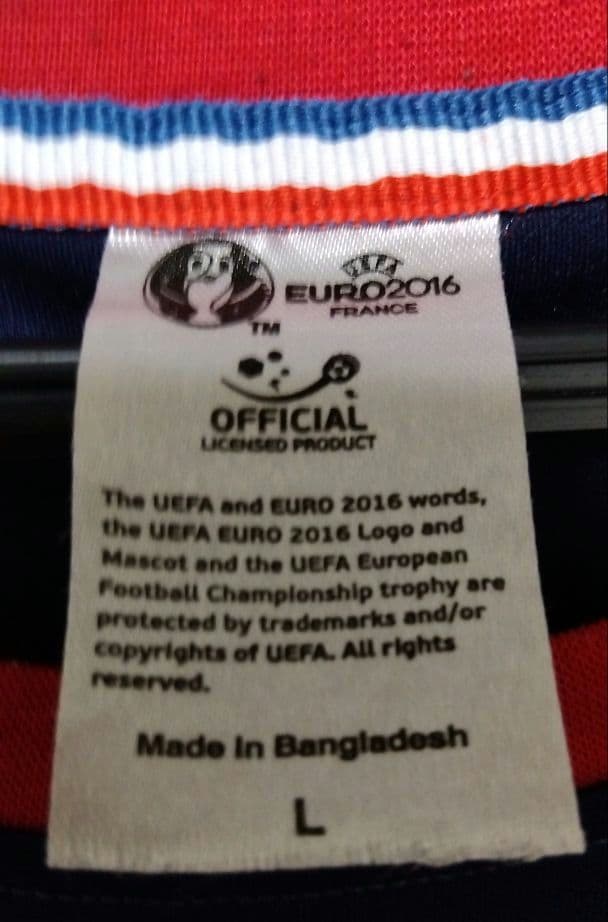 UEFA
EURO2016
FRANCE
TM
OFFICIAL
LICENSED PRODUCT
The UEFA and EURO 2016 words,
the UEFA EURO 2016 Logo and
Mascot and the UEFA European
Football Championship trophy are
protected by trademarks and/or
copyrights of UEFA. All rights
reserved.
Made in Bangladesh
L